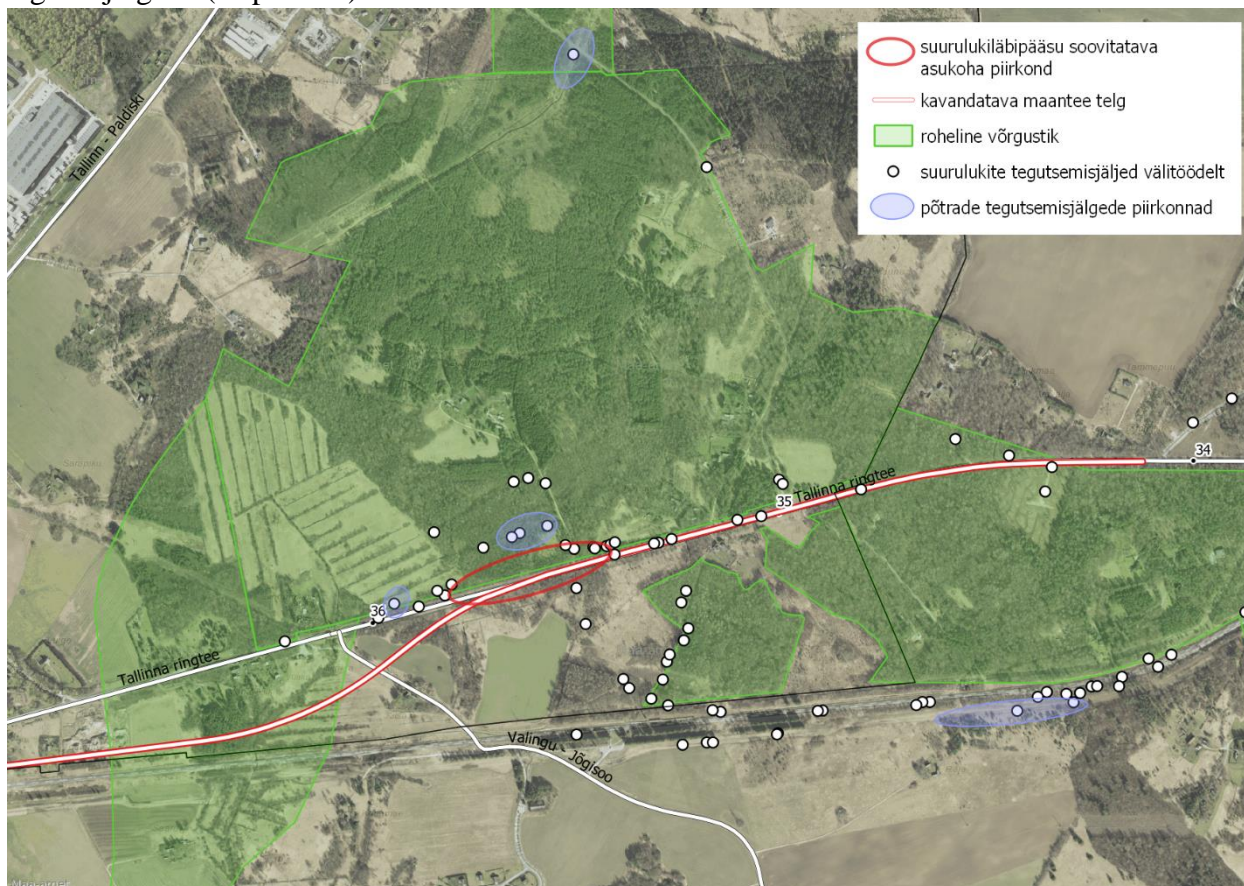 suurulukiläbipääsu soovitatava
asukoha piirkond
kavandatava maantee telg
roheline võrgustik
suurulukite tegutsemisjäljed välitöödelt
põtrade tegutsemisjälgede piirkonnad
Tallinn - Paldiski
34
Tallinna ringtee
35
36
Tallinna ringtee
Valingu - Jõgisoo